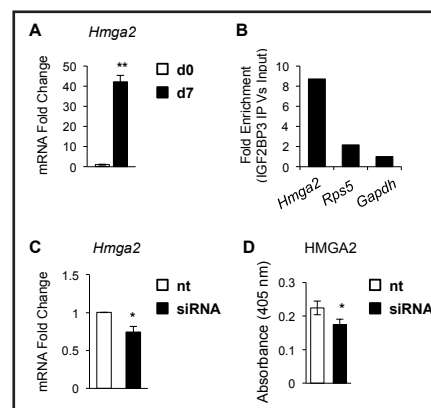 A
Hmga2
mRNA Fold Change
60
50
40
30
20
10
0
**
d0
d7
B
Fold Enrichment
(IGF2BP3 IP Vs Input)
10
8
6
4
2
0
Hmga2
Rps5
Gapdh
C
Hmga2
mRNA Fold Change
1.5
1
0.5
0
*
nt
siRNA
D
HMGA2
Absorbance (405 nm)
0.3
0.2
0.1
0
*
nt
siRNA